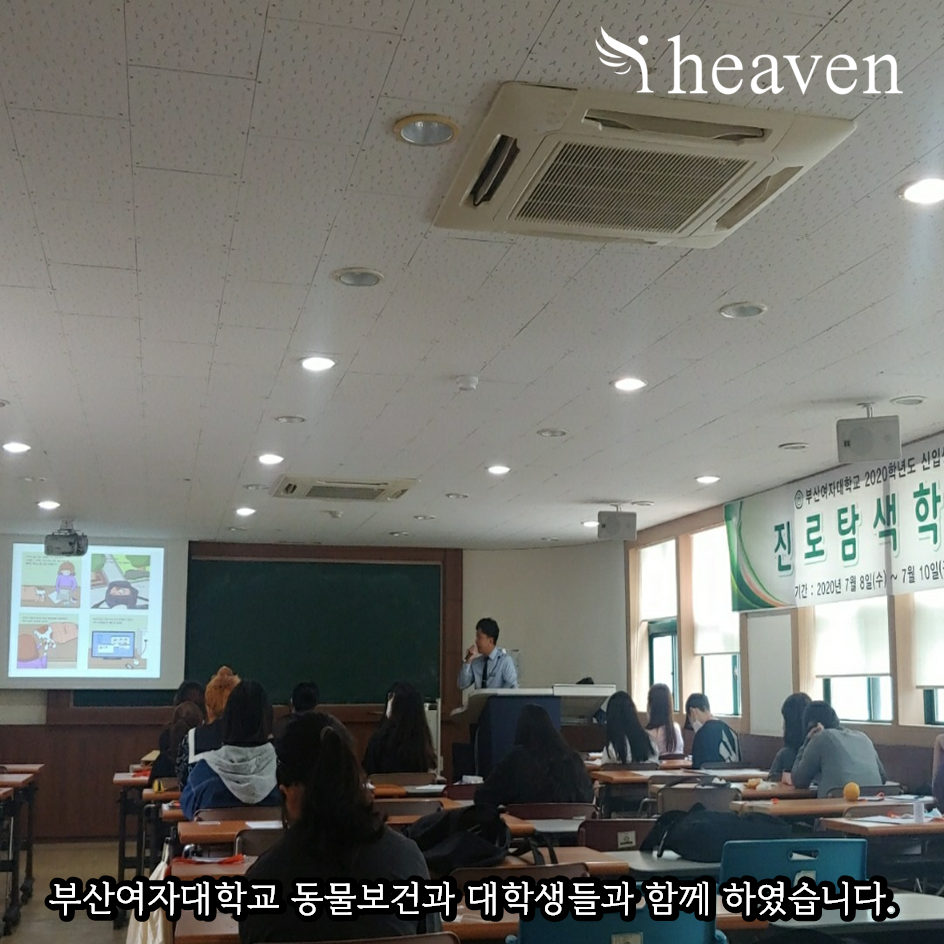 heaven
부산여자대학교 2020학년도 신입
진로탐색학
기간 : 2020년 7월 8일(수) ~ 7월 10일(
부산여자대학교 동물보건과 대학생들과 함께 하였습니다.